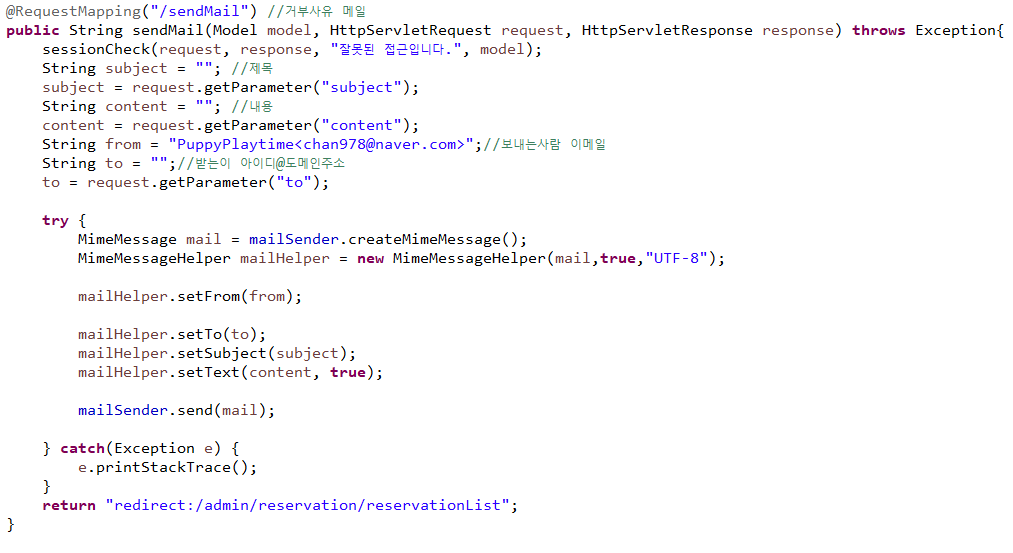 @RequestMapping("/sendMail") //거부사유 메일
public String sendMail(Model model, HttpServletRequest request, HttpServletResponse response) throws Exception{
sessionCheck(request, response, "잘못된 접근입니다.", model);
String subject = ""; //제목
subject = request.getParameter("subject");
String content = ""; //내용
content = request.getParameter("content");
String from = "PuppyPlaytime<chan978@naver.com>";//보내는사람 이메일
String to = "";//받는이 아이디@도메인주소
to = request.getParameter("to");
try {
MimeMessage mail = mailSender.createMimeMessage();
MimeMessageHelper mailHelper = new MimeMessageHelper(mail,true,"UTF-8");
mailHelper.setFrom(from);
mailHelper.setTo(to);
mailHelper.setSubject(subject);
mailHelper.setText(content, true);
mailSender.send(mail);
} catch(Exception e) {
e.printStackTrace();
}
return "redirect:/admin/reservation/reservationList";
}